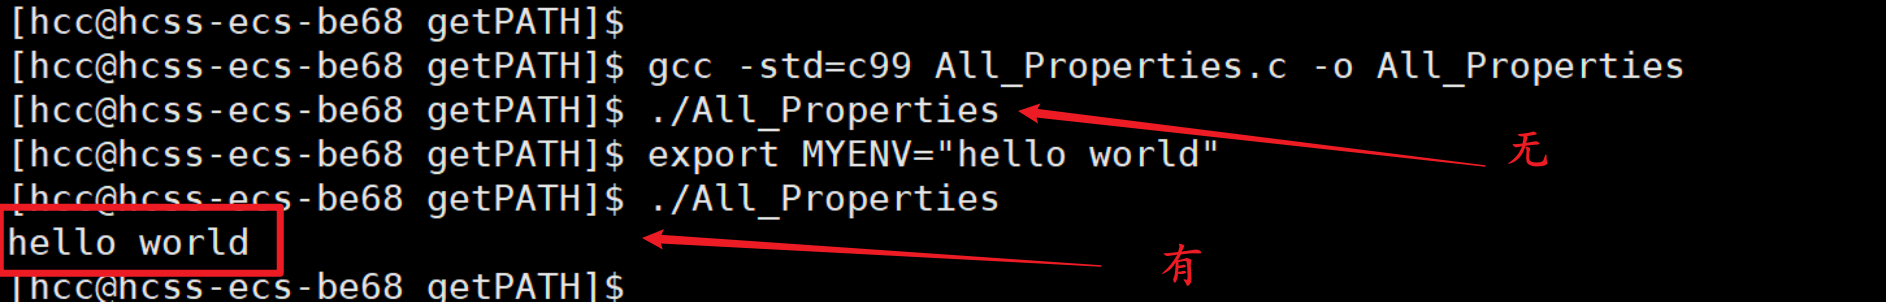 [hcc@hcss-ecs-be68 getPATH]$
[hcc@hcss-ecs-be68 getPATH]$ gcc -std=c99 All_Properties.c -o All_Properties
[hcc@hcss-ecs-be68 getPATH]$ ./All_Properties
[hcc@hcss-ecs-be68 getPATH]$ export MYENV="hello world"
无
[hcc@hcss-ecs-be68 getPATH]$ ./All_Properties
hello world
有
[hcc@hcss-ecs-be68 getPATH]$